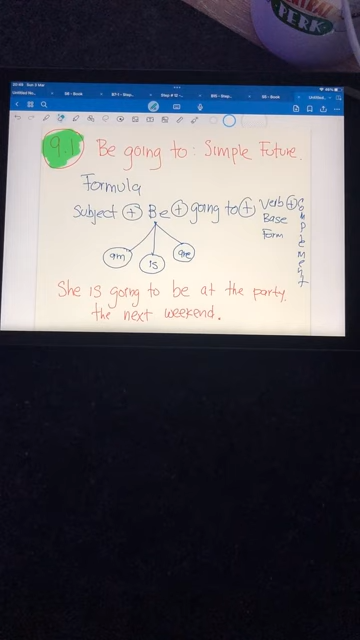 PERK
9.1 Be going to: Simple Future.
Formula
Subject + Be + going to + Verb + Complement
Base
Form
am is are
She is going to be at the party
the next weekend.